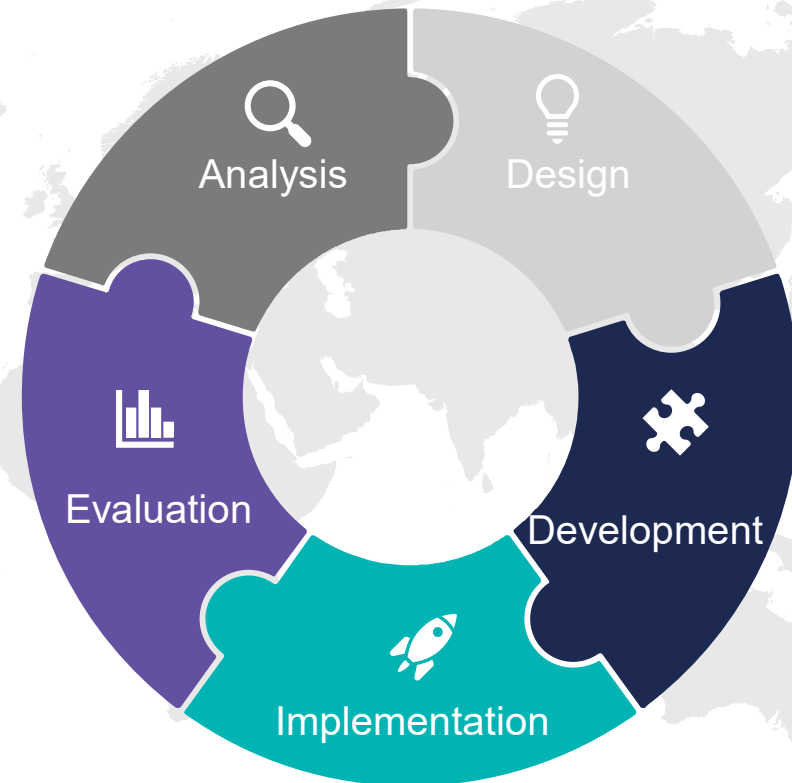 Analysis
Design
Development
Implementation
Evaluation